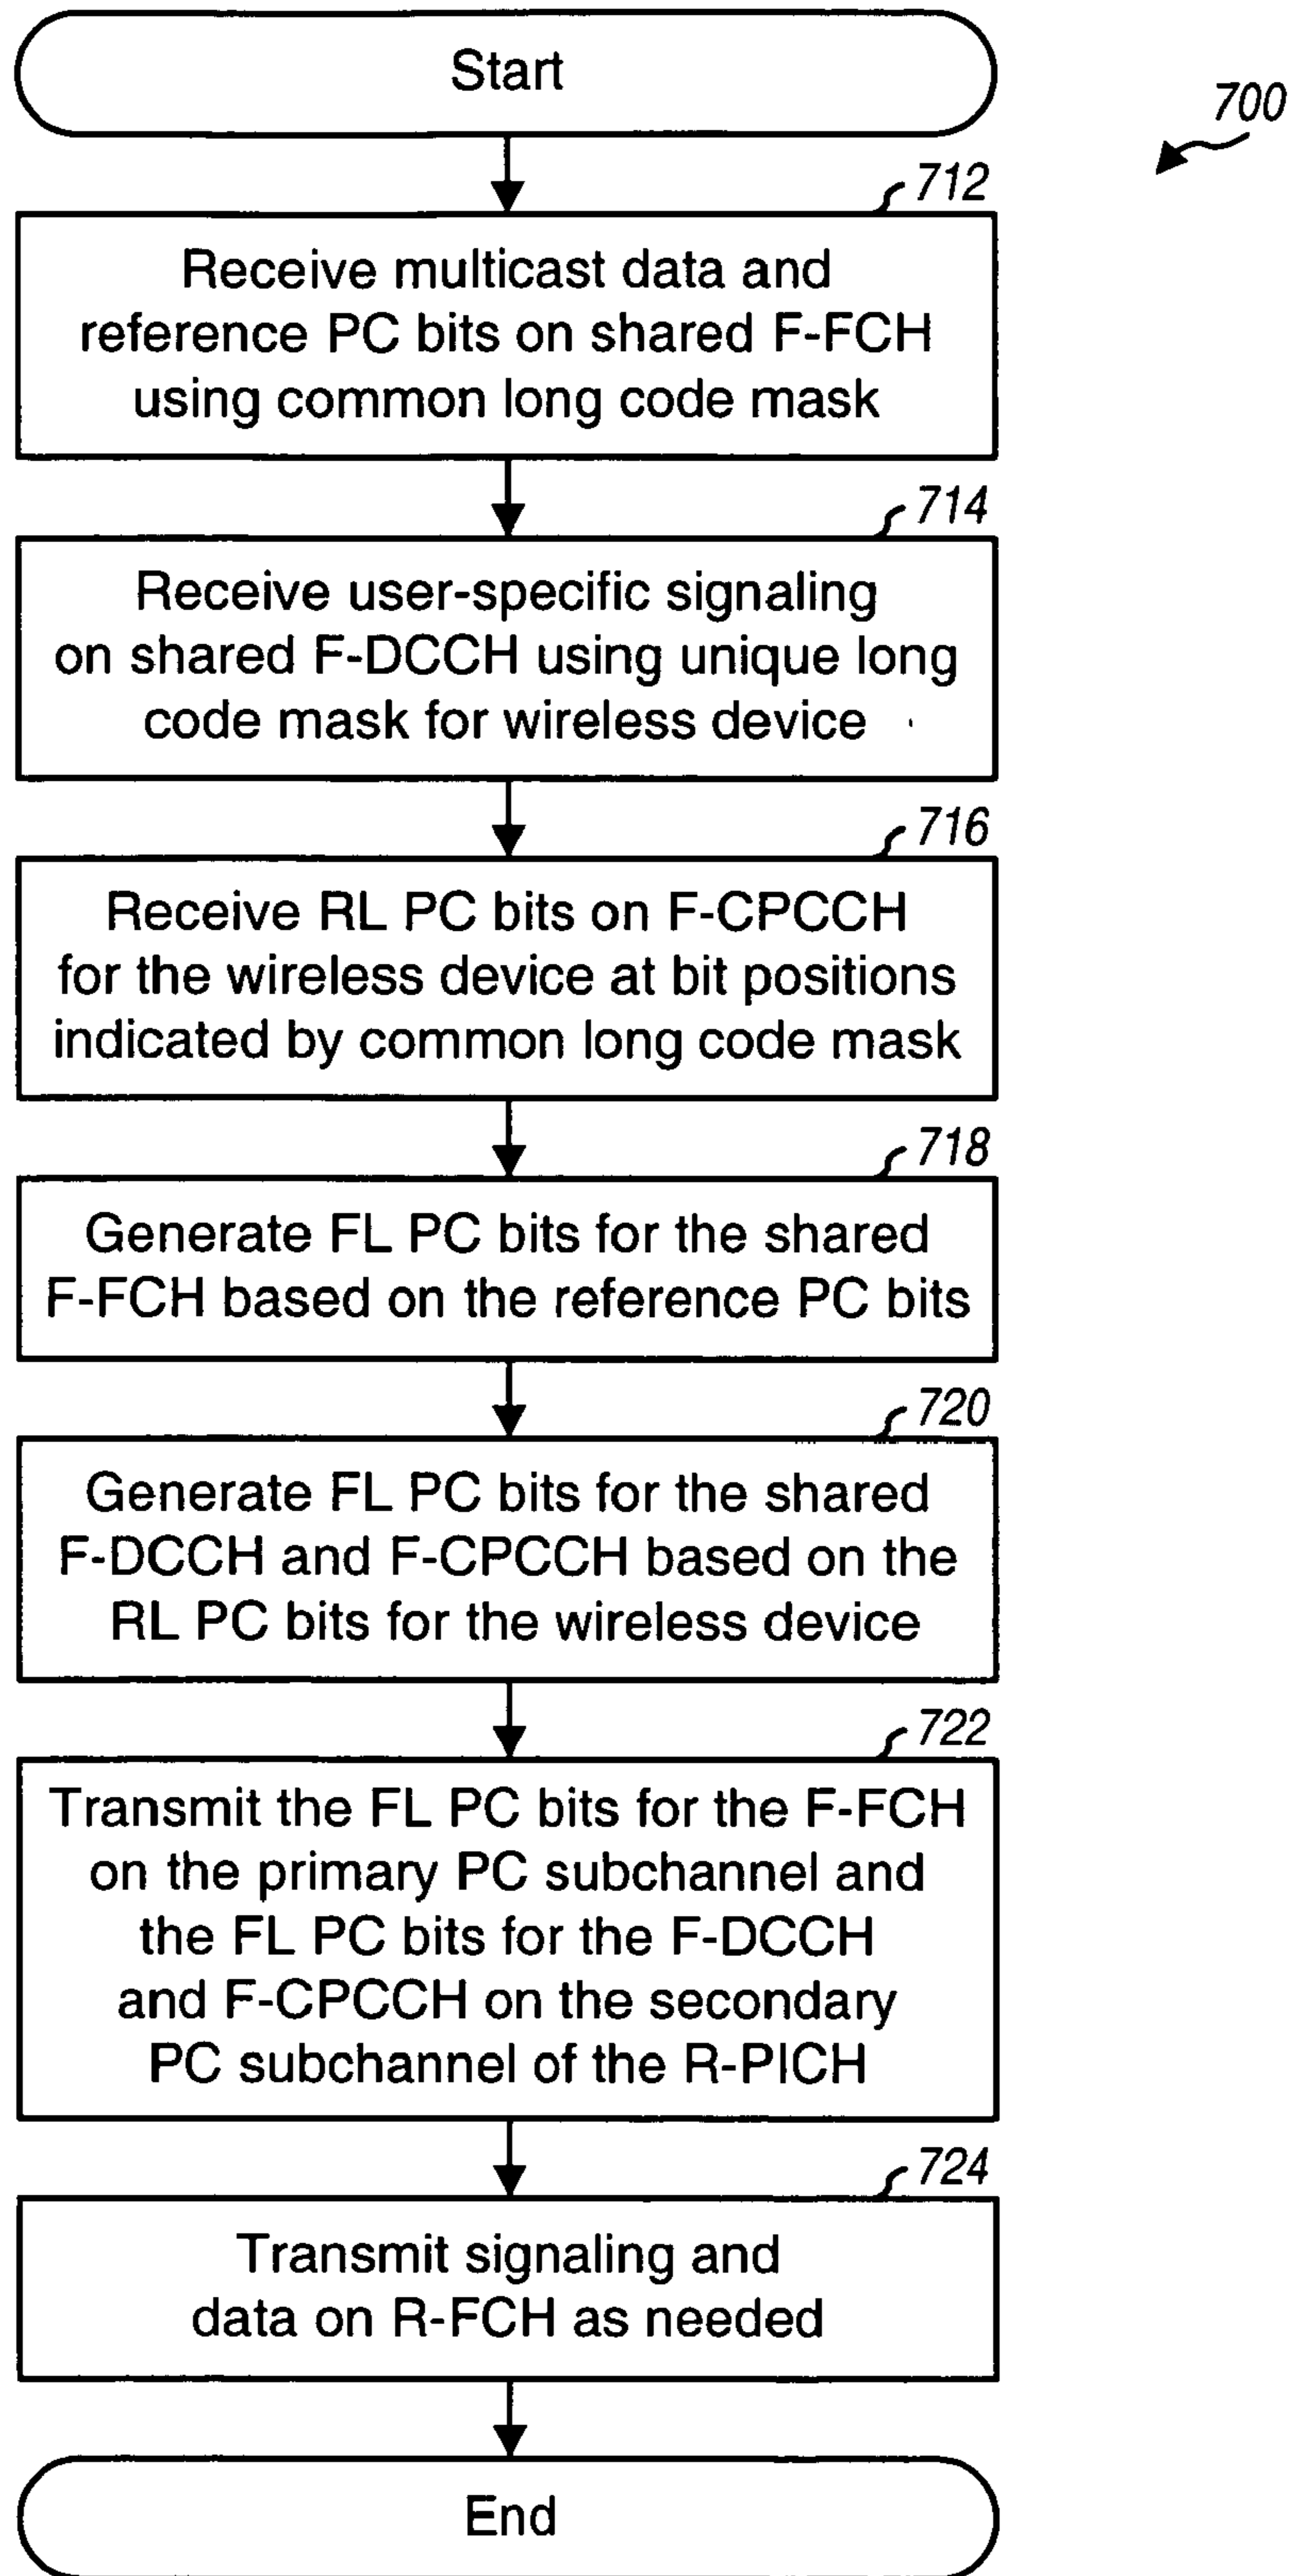 Start
700
712
Receive multicast data and
reference PC bits on shared F-FCH
using common long code mask
714
Receive user-specific signaling
on shared F-DCCH using unique long
code mask for wireless device
716
Receive RL PC bits on F-CPCCH
for the wireless device at bit positions
indicated by common long code mask
718
Generate FL PC bits for the shared
F-FCH based on the reference PC bits
720
Generate FL PC bits for the shared
F-DCCH and F-CPCCH based on the
RL PC bits for the wireless device
722
Transmit the FL PC bits for the F-FCH
on the primary PC subchannel and
the FL PC bits for the F-DCCH
and F-CPCCH on the secondary
PC subchannel of the R-PICH
724
Transmit signaling and
data on R-FCH as needed
End